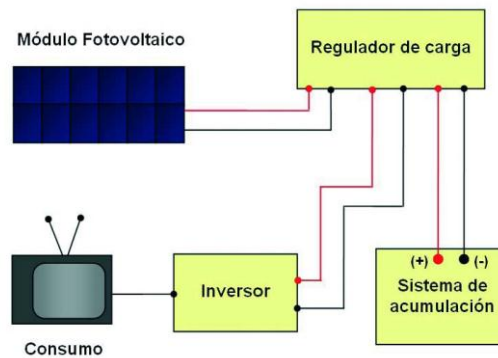 Módulo Fotovoltaico
Regulador de carga
(+) (-)
Sistema de
acumulación
Inversor
Consumo